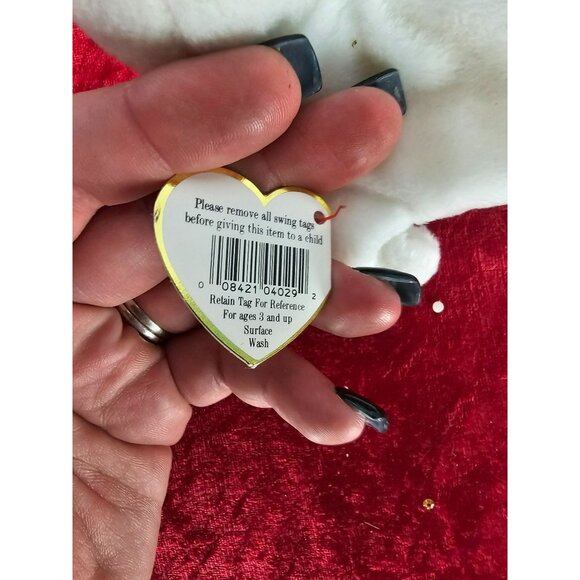 Please remove all swing tags
before giving this item to a child
0 08421 04029 2
Retain Tag For Reference
For ages 3 and up
Surface
Wash